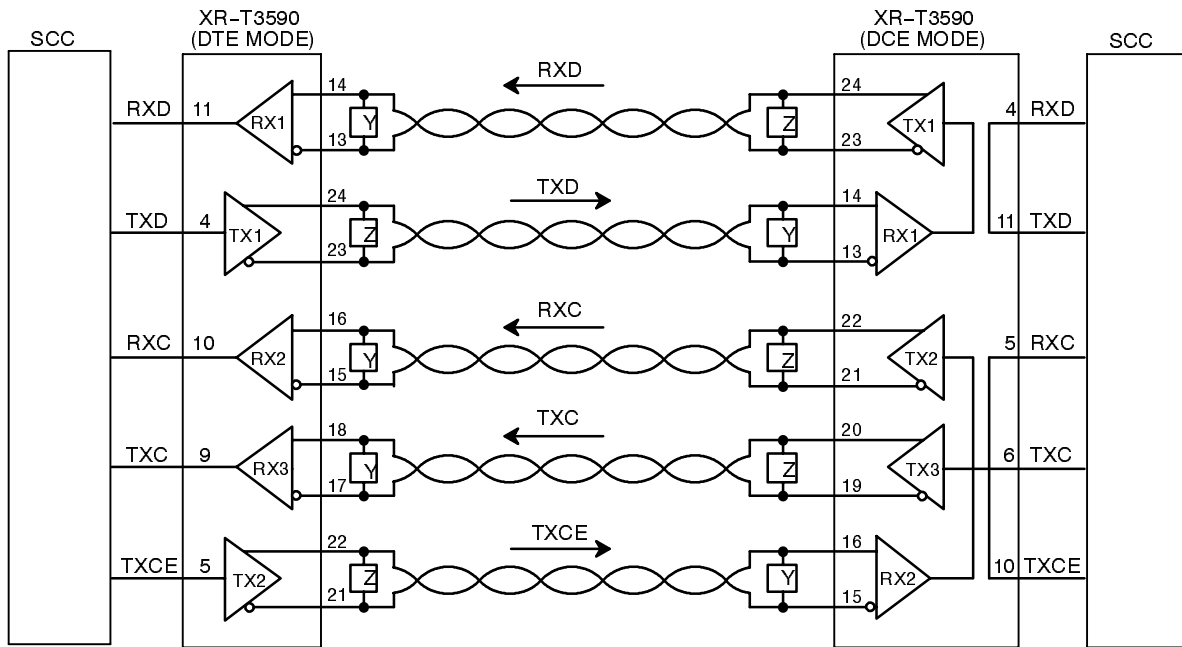 XR–T3590
(DTE MODE)
XR–T3590
(DCE MODE)
SCC
SCC
RXD
RXD 11 RX1 14 13 Y Z 24 23 TX1 4 RXD
TXD
TXD 4 TX1 24 23 Z Y 14 13 RX1 11 TXD
RXC
RXC 10 RX2 16 15 Y Z 22 21 TX2 5 RXC
TXC
TXC 9 RX3 18 17 Y Z 20 19 TX3 6 TXC
TXCE
TXCE 5 TX2 22 21 Z Y 16 15 RX2 10 TXCE